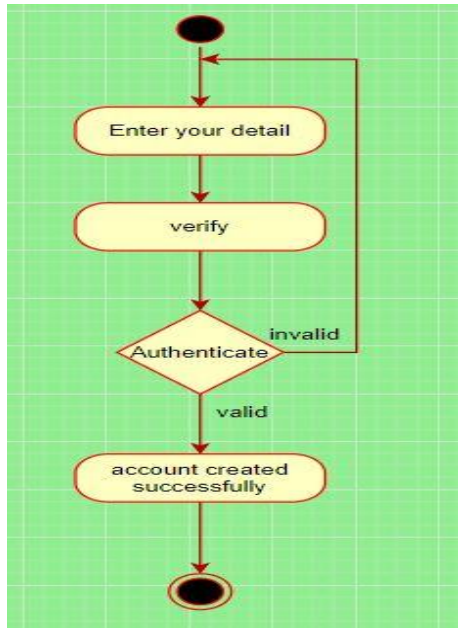 Enter your detail
verify
invalid
Authenticate
valid
account created
successfully